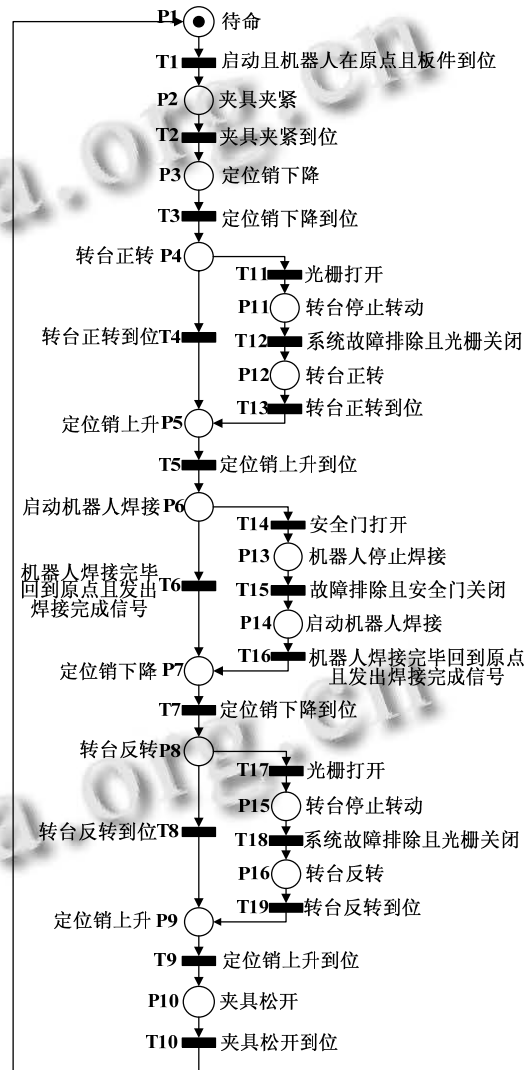 P1 待命
T1 启动且机器人在原点且板件到位
P2 夹具夹紧
T2 夹具夹紧到位
P3 定位销下降
T3 定位销下降到位
转台正转 P4
T11 光栅打开
P11 转台停止转动
转台正转到位 T4
T12 系统故障排除且光栅关闭
P12 转台正转
T13 转台正转到位
定位销上升 P5
T5 定位销上升到位
启动机器人焊接 P6
T14 安全门打开
P13 机器人停止焊接
机器人焊接完毕
回到原点且发出 T6
焊接完成信号
T15 故障排除且安全门关闭
P14 启动机器人焊接
T16 机器人焊接完毕回到原点
且发出焊接完成信号
定位销下降 P7
T7 定位销下降到位
转台反转 P8
T17 光栅打开
P15 转台停止转动
转台反转到位 T8
T18 系统故障排除且光栅关闭
P16 转台反转
T19 转台反转到位
定位销上升 P9
T9 定位销上升到位
P10 夹具松开
T10 夹具松开到位
a.org.cn
a.org.cn